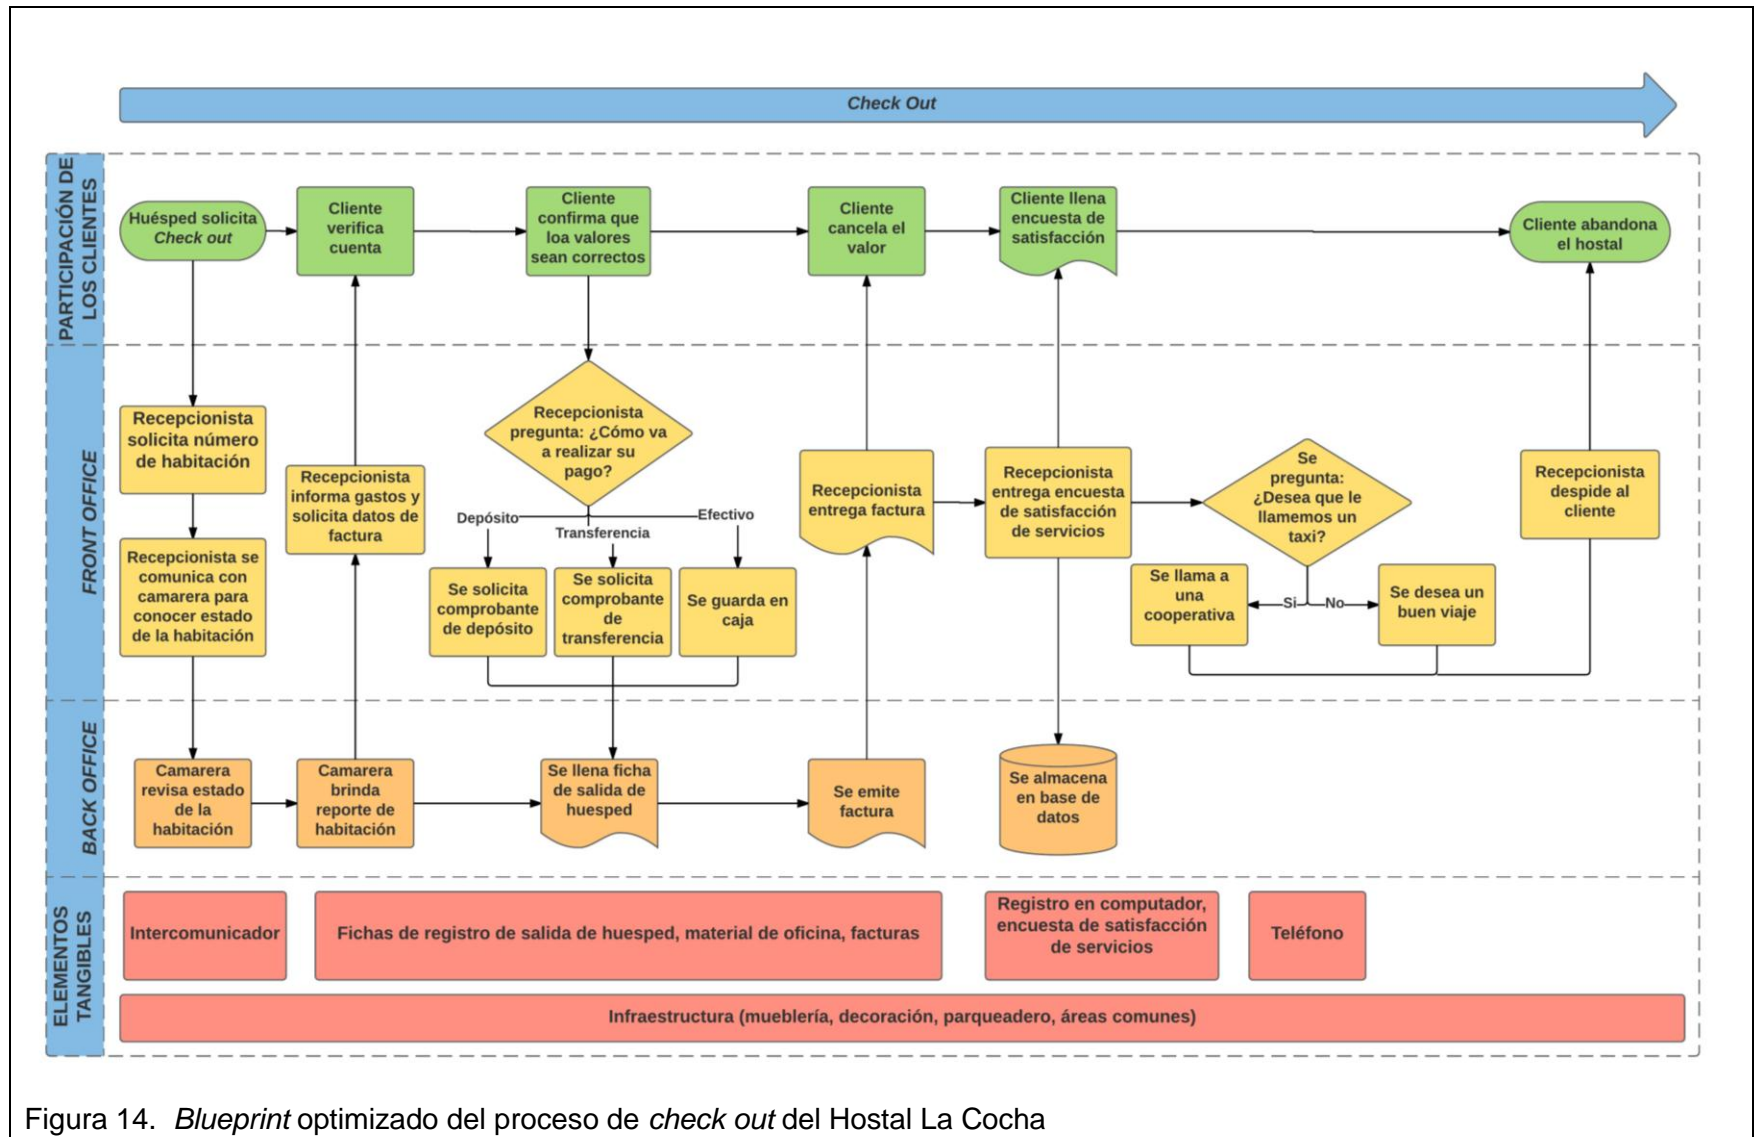 Check Out
PARTICIPACIÓN DE
LOS CLIENTES
Huésped solicita
Check out
Cliente
verifica
cuenta
Cliente
confirma que
loa valores
sean correctos
Cliente
cancela el
valor
Cliente llena
encuesta de
satisfacción
Cliente abandona
el hostal
FRONT OFFICE
Recepcionista
solicita número
de habitación
Recepcionista se
comunica con
camarera para
conocer estado
de la habitación
Recepcionista
informa gastos y
solicita datos de
factura
Recepcionista
pregunta: ¿Cómo va
a realizar su
pago?
Depósito
Transferencia
Efectivo
Se solicita
comprobante
de depósito
Se solicita
comprobante
de
transferencia
Se guarda en
caja
Recepcionista
entrega factura
Recepcionista
entrega encuesta
de satisfacción
de servicios
Se
pregunta:
¿Desea que le
llamemos un
taxi?
Se llama a
una
cooperativa
Si
No
Se desea un
buen viaje
Recepcionista
despide al
cliente
BACK OFFICE
Camarera
revisa estado
de la
habitación
Camarera
brinda
reporte de
habitación
Se llena ficha
de salida de
huesped
Se emite
factura
Se almacena
en base de
datos
ELEMENTOS
TANGIBLES
Intercomunicador
Fichas de registro de salida de huesped, material de oficina, facturas
Registro en computador,
encuesta de satisfacción
de servicios
Teléfono
Infraestructura (mueblería, decoración, parqueadero, áreas comunes)
Figura 14. Blueprint optimizado del proceso de check out del Hostal La Cocha